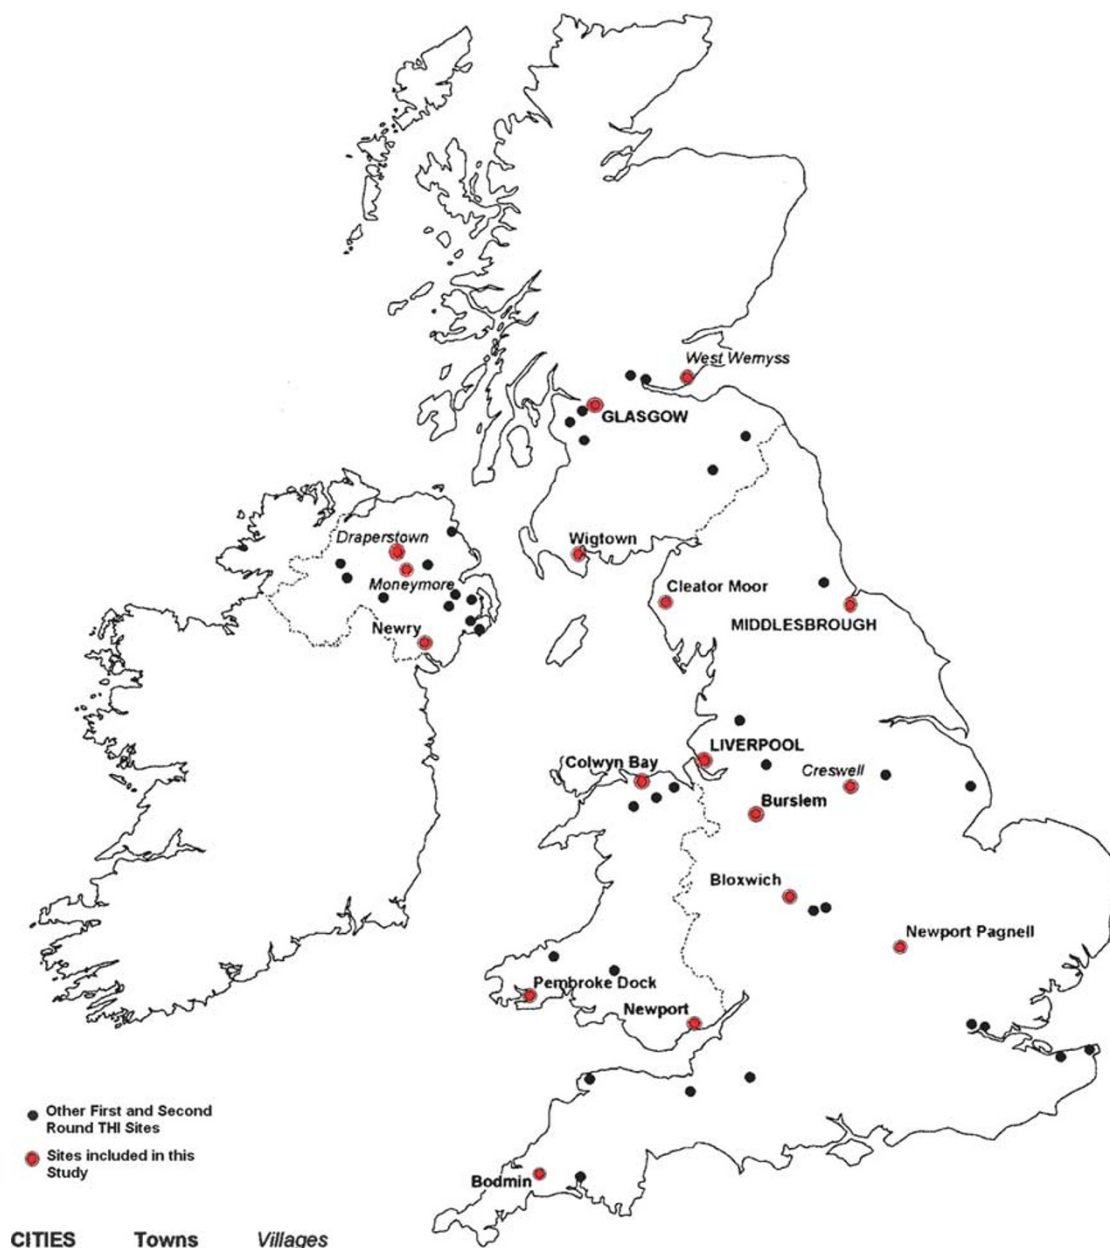 West Wemyss
GLASGOW
Draperstown
Wigtown
Moneymore
Cleator Moor
MIDDLESBROUGH
Newry
LIVERPOOL
Colwyn Bay
Creswell
Burslem
Bloxwich
Newport Pagnell
Pembroke Dock
Newport
Other First and Second
Round THI Sites
Sites included in this
Study
Bodmin
CITIES Towns Villages